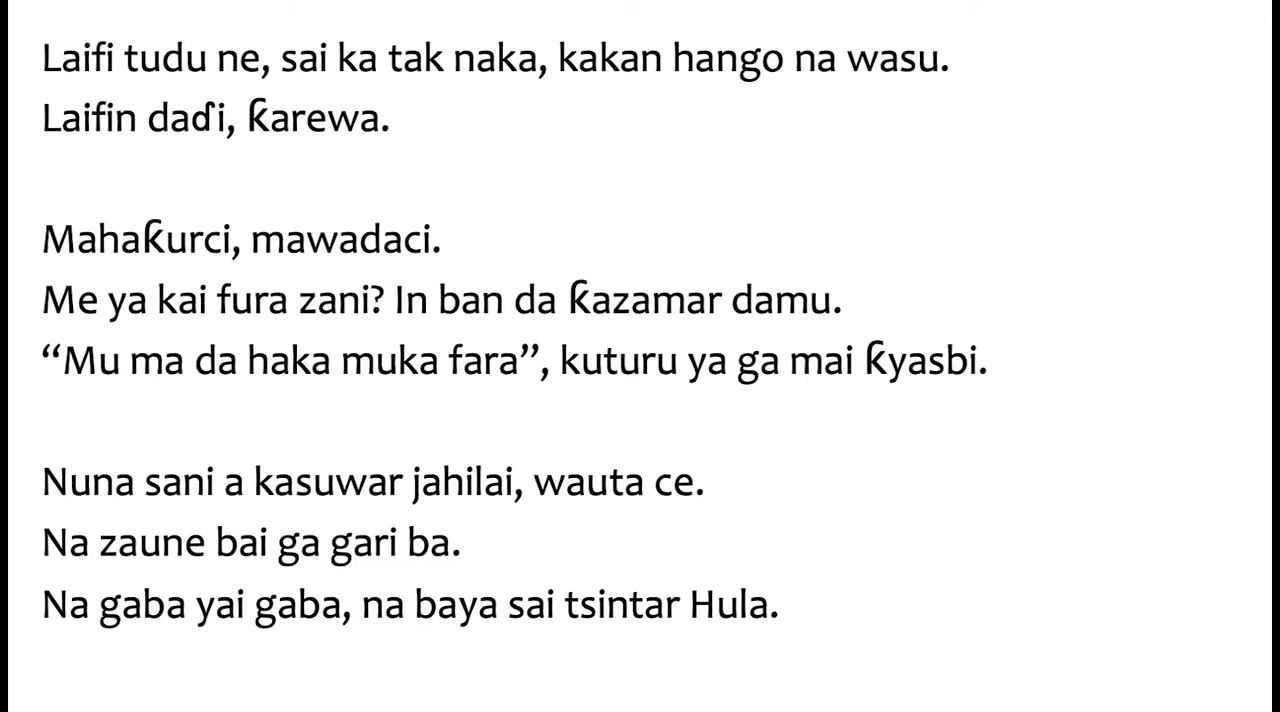 Laifi tudu ne, sai ka tak naka, kakan hango na wasu.
Laifin daɗi, ƙarewa.
Mahaƙurci, mawadaci.
Me ya kai fura zani? In ban da ƙazamar damu.
“Mu ma da haka muka fara”, kuturu ya ga mai ƙyasbi.
Nuna sani a kasuwar jahilai, wauta ce.
Na zaune bai ga gari ba.
Na gaba yai gaba, na baya sai tsintar Hula.